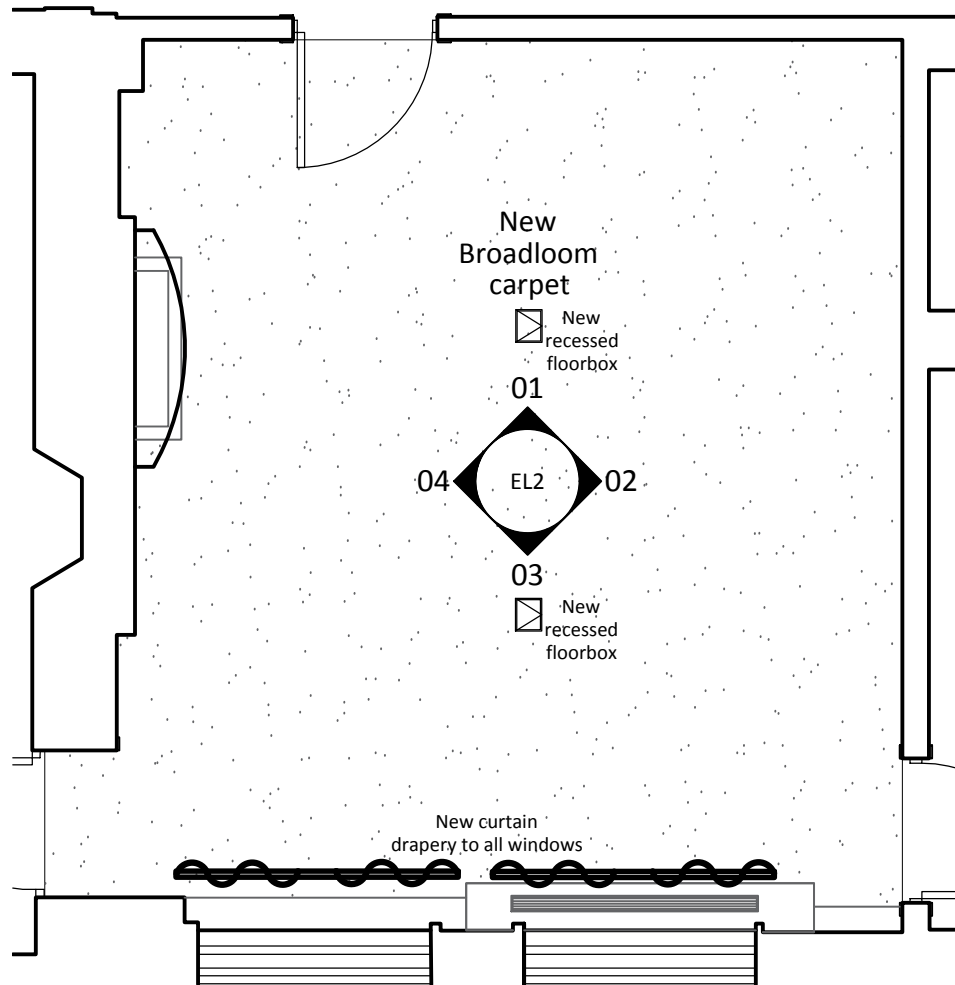 New
Broadloom
carpet
New
recessed
floorbox
01
04
EL2
02
03
New
recessed
floorbox
New curtain
drapery to all windows